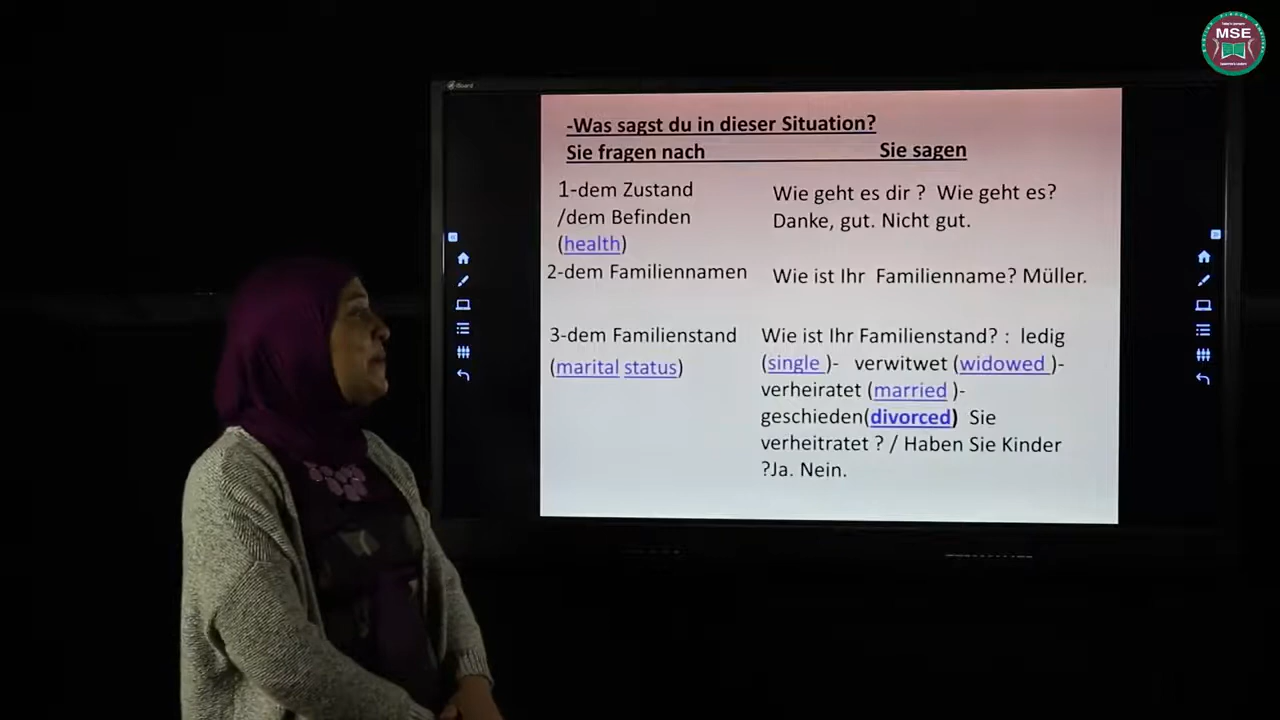 MSE
-Was sagst du in dieser Situation?
Sie fragen nach Sie sagen
1-dem Zustand
/dem Befinden
(health)
Wie geht es dir ? Wie geht es?
Danke, gut. Nicht gut.
2-dem Familiennamen
Wie ist Ihr Familienname? Müller.
3-dem Familienstand
(marital status)
Wie ist Ihr Familienstand? : ledig
(single )- verwitwet (widowed )-
verheiratet (married )-
geschieden(divorced) Sie
verheitratet ? / Haben Sie Kinder
?Ja. Nein.